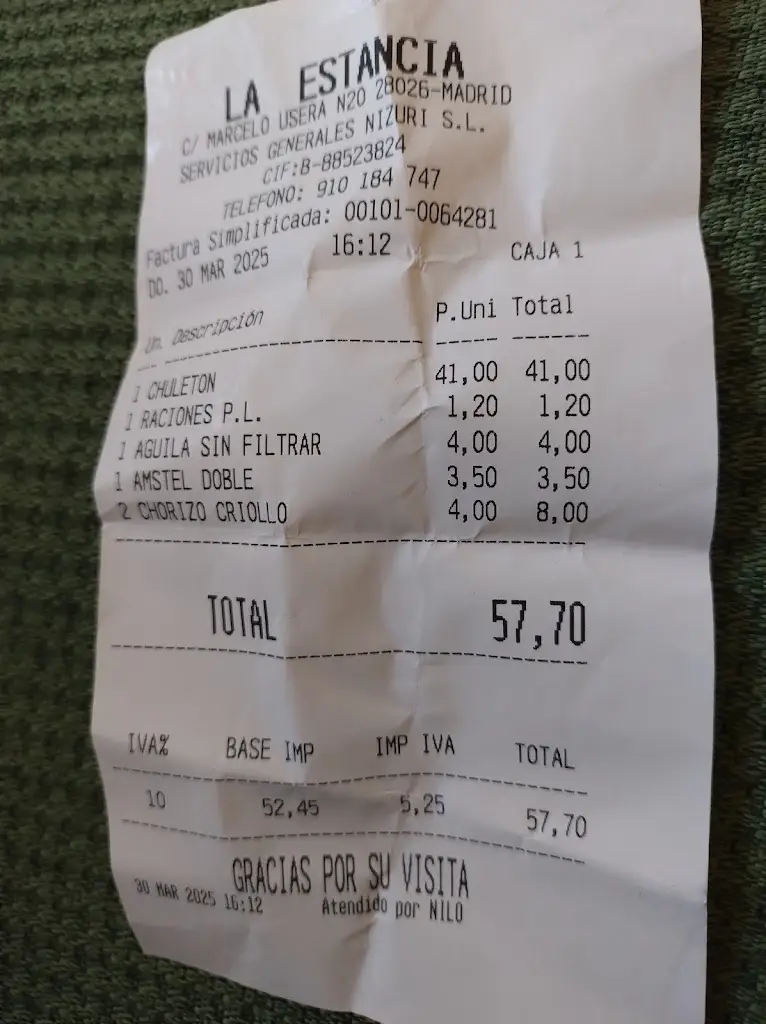 LA ESTANCIA
C/ MARCELO USERA N20 28026-MADRID
SERVICIOS GENERALES NIZURI S.L.
CIF:B-88523824
TELEFONO: 910 184 747
Factura Simplificada: 00101-0064281
DO. 30 MAR 2025 16:12 CAJA 1
Un. Descripción P.Uni Total
1 CHULETON 41,00 41,00
1 RACIONES P.L. 1,20 1,20
1 AGUILA SIN FILTRAR 4,00 4,00
1 AMSTEL DOBLE 3,50 3,50
2 CHORIZO CRIOLLO 4,00 8,00
TOTAL 57,70
IVA% BASE IMP IMP IVA TOTAL
10 52,45 5,25 57,70
GRACIAS POR SU VISITA
30 MAR 2025 16:12 Atendido por NILO